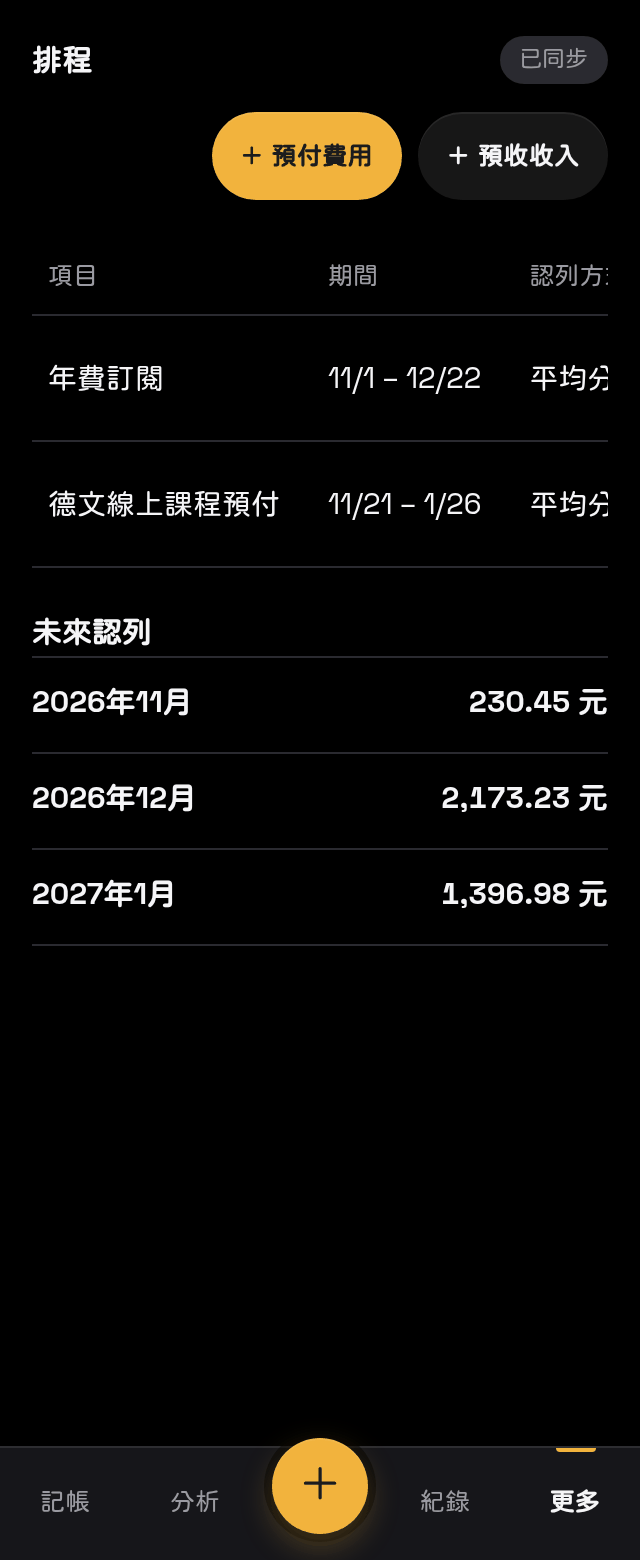 排程
已同步
+ 預付費用
+ 預收收入
項目 期間 認列方
年費訂閱 11/1 – 12/22 平均分
德文線上課程預付 11/21 – 1/26 平均分
未來認列
2026年11月 230.45 元
2026年12月 2,173.23 元
2027年1月 1,396.98 元
記帳 分析 + 紀錄 更多